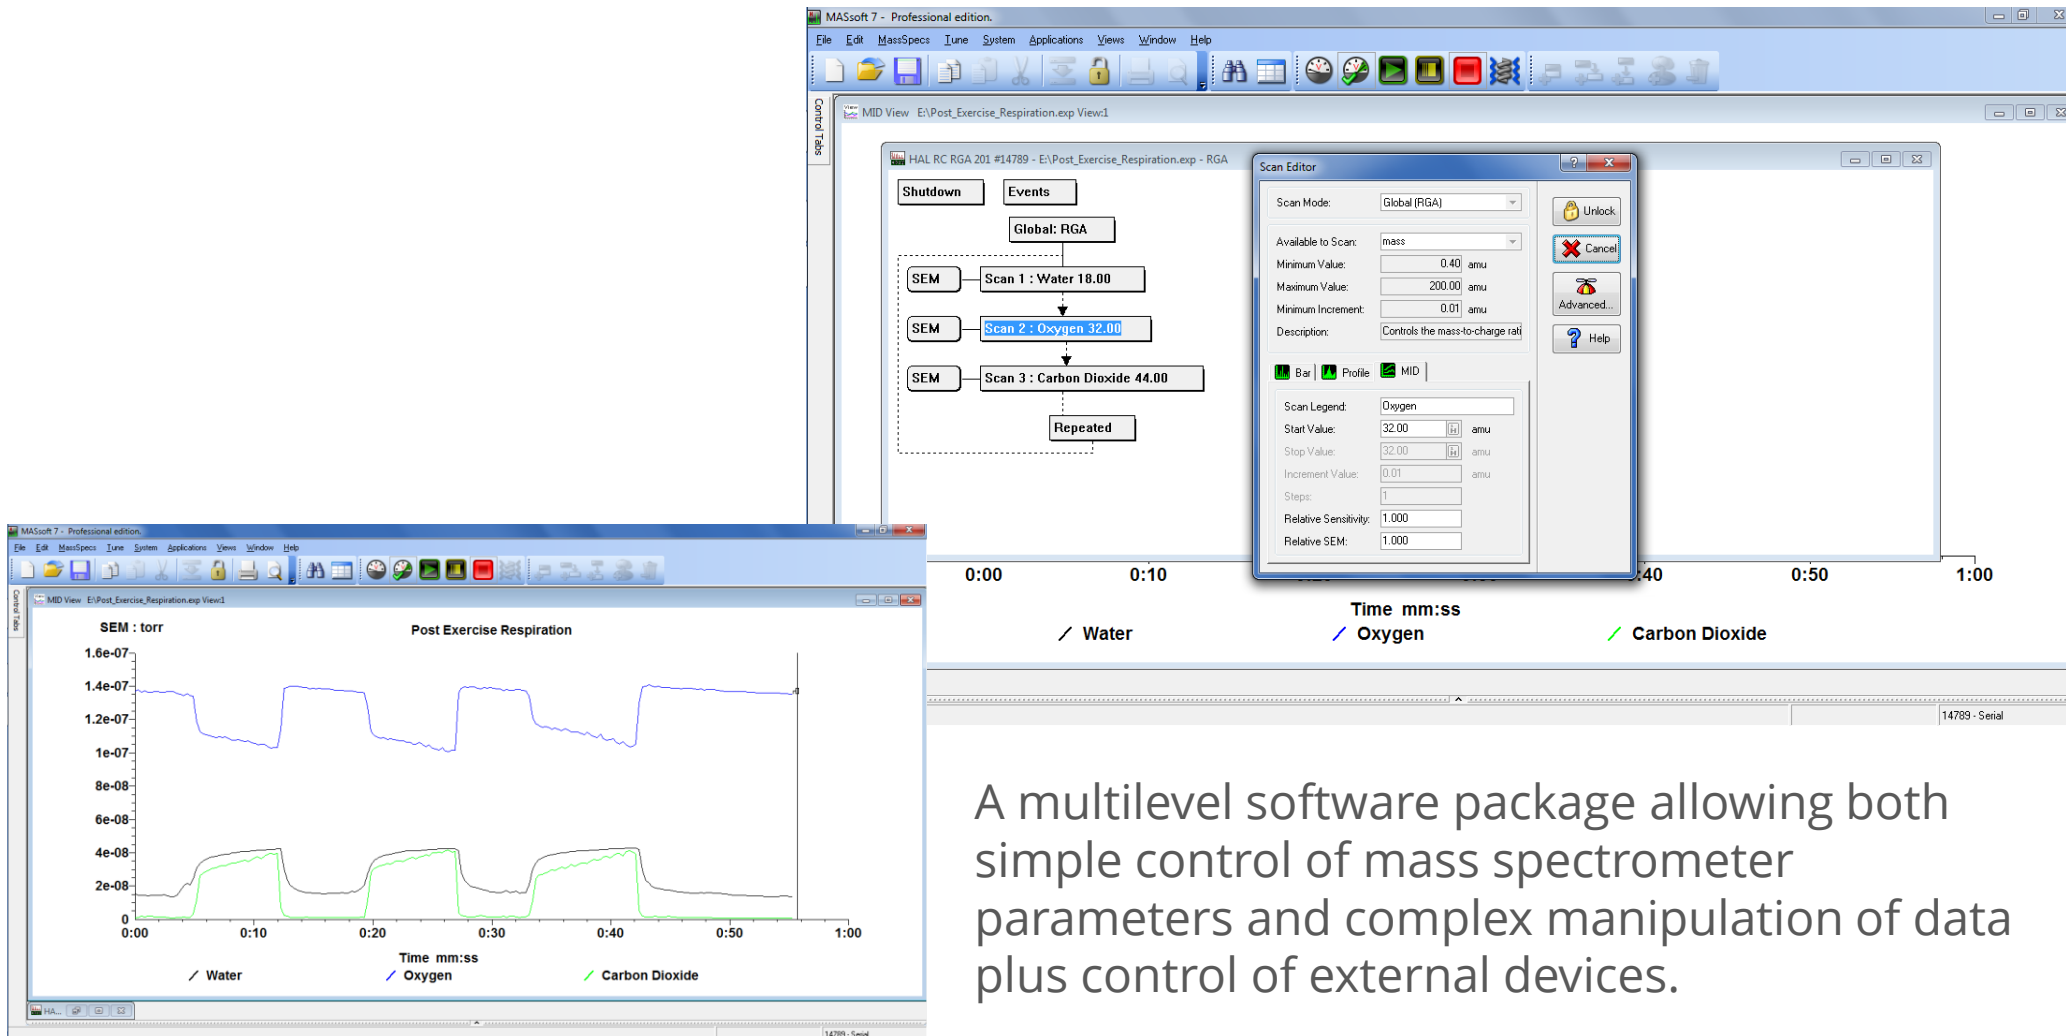 MASsoft 7 - Professional edition.
File Edit MassSpecs Tune System Applications Views Window Help
Control Tabs
MID View E:\Post_Exercise_Respiration.exp View:1
HAL RC RGA 201 #14789 - E:\Post_Exercise_Respiration.exp - RGA
Shutdown Events
Global: RGA
SEM Scan 1 : Water 18.00
SEM Scan 2 : Oxygen 32.00
SEM Scan 3 : Carbon Dioxide 44.00
Repeated
Scan Editor
Scan Mode: Global (RGA)
Available to Scan: mass
Minimum Value: 0.40 amu
Maximum Value: 200.00 amu
Minimum Increment: 0.01 amu
Description: Controls the mass-to-charge rati
Unlock
Cancel
Advanced...
Help
Bar Profile MID
Scan Legend: Oxygen
Start Value: 32.00 amu
Stop Value: 32.00 amu
Increment Value: 0.01 amu
Steps: 1
Relative Sensitivity: 1.000
Relative SEM: 1.000
0:00 0:10 :40 0:50 1:00
Time mm:ss
Water Oxygen Carbon Dioxide
14789 - Serial
MASsoft 7 - Professional edition.
File Edit MassSpecs Tune System Applications Views Window Help
Control Tabs
MID View E:\Post_Exercise_Respiration.exp View:1
SEM : torr
Post Exercise Respiration
1.6e-07
1.4e-07
1.2e-07
1e-07
8e-08
6e-08
4e-08
2e-08
0
0:00 0:10 0:20 0:30 0:40 0:50 1:00
Time mm:ss
Water Oxygen Carbon Dioxide
HA...
14789 - Serial
A multilevel software package allowing both
simple control of mass spectrometer
parameters and complex manipulation of data
plus control of external devices.